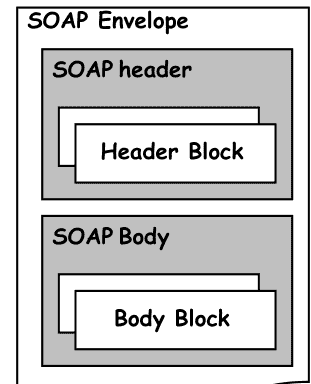 SOAP Envelope
SOAP header
Header Block
SOAP Body
Body Block